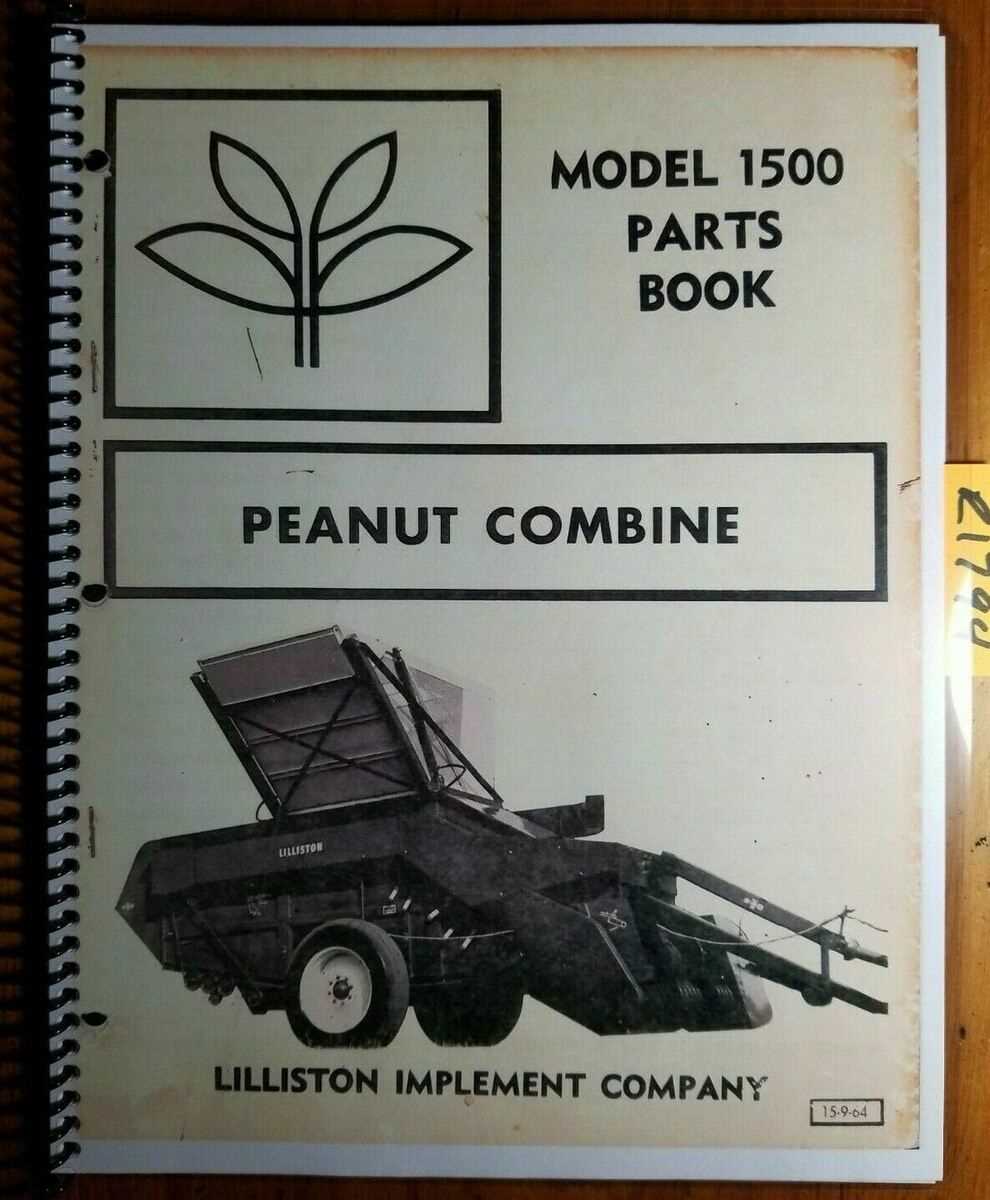 MODEL 1500
PARTS
BOOK
PEANUT COMBINE
LILLISTON
LILLISTON IMPLEMENT COMPANY
15-9-64